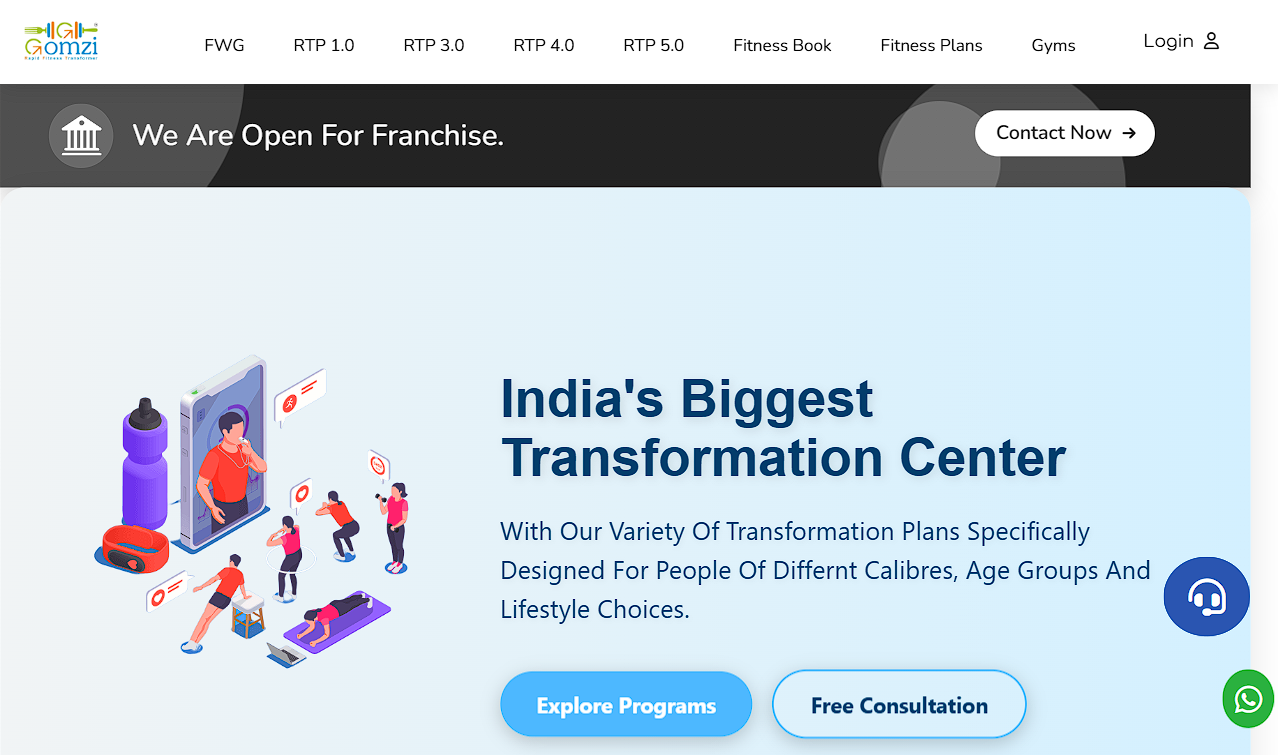 Gomzi
Rapid Fitness Transformer
FWG
RTP 1.0
RTP 3.0
RTP 4.0
RTP 5.0
Fitness Book
Fitness Plans
Gyms
Login
We Are Open For Franchise.
Contact Now
India's Biggest
Transformation Center
With Our Variety Of Transformation Plans Specifically
Designed For People Of Differnt Calibres, Age Groups And
Lifestyle Choices.
Explore Programs
Free Consultation